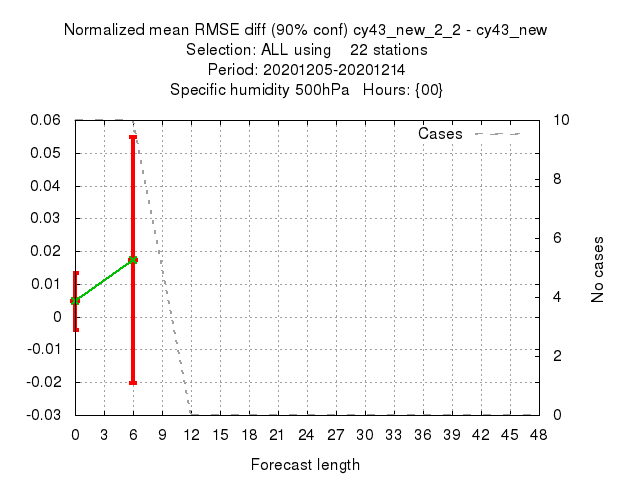 Normalized mean RMSE diff (90% conf) cy43_new_2_2 - cy43_new
Selection: ALL using    22 stations
Period: 20201205-20201214
Specific humidity 500hPa   Hours: {00}
Cases
0.06
0.05
0.04
0.03
0.02
0.01
0
-0.01
-0.02
-0.03
10
8
6
4
2
0
No cases
0 3 6 9 12 15 18 21 24 27 30 33 36 39 42 45 48
Forecast length